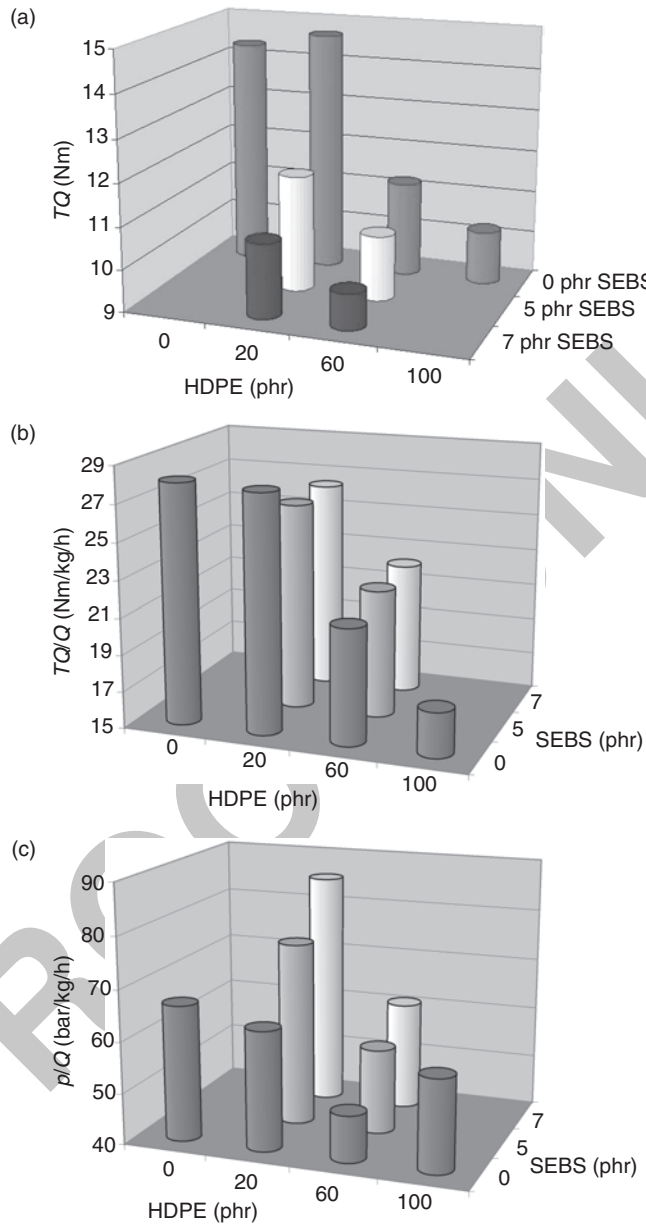 (a)
15
14
13
12
11
10
9
TQ (Nm)
0 phr SEBS
5 phr SEBS
7 phr SEBS
0
20
60
100
HDPE (phr)
(b)
29
27
25
23
21
19
17
15
TQ/Q (Nm/kg/h)
7
5
0
SEBS (phr)
0
20
60
100
HDPE (phr)
(c)
90
80
70
60
50
40
p/Q (bar/kg/h)
7
5
0
SEBS (phr)
0
20
60
100
HDPE (phr)